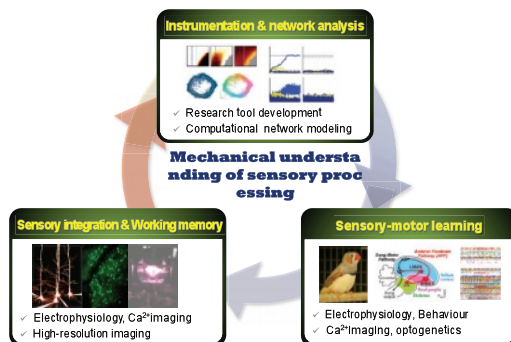 Instrumentation & network analysis
✓ Research tool development
✓ Computational network modeling
Mechanical understa
nding of sensory proc
essing
Sensory integration & Working memory
✓ Electrophysiology, Ca²⁺imaging
✓ High-resolution imaging
Sensory-motor learning
✓ Electrophysiology, Behaviour
✓ Ca²⁺Imaging, optogenetics